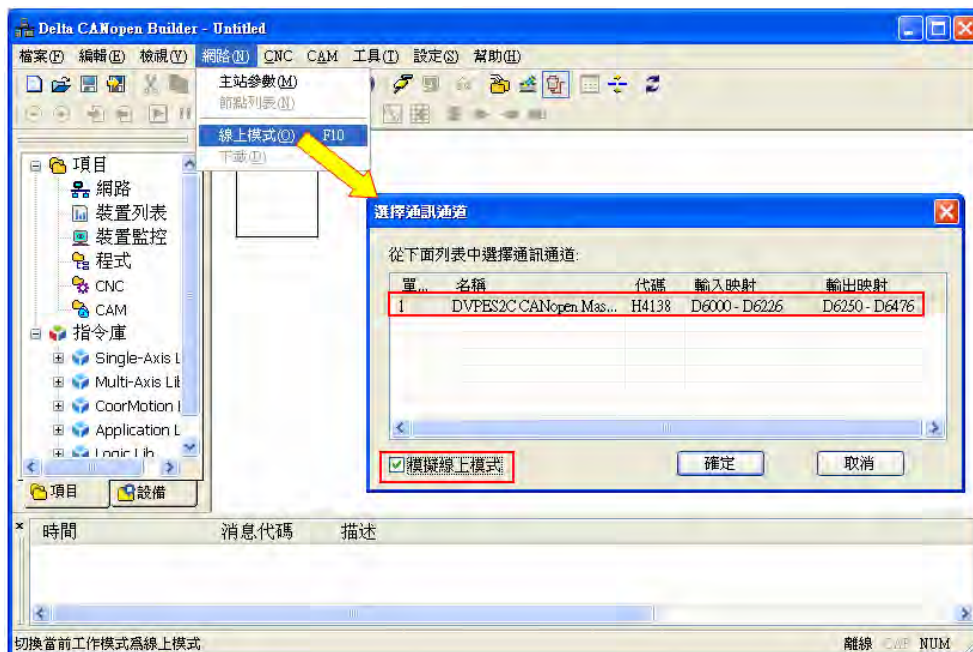 Delta CANopen Builder - Untitled
檔案(F) 編輯(E) 檢視(V) 網路(N) CNC CAM 工具(T) 設定(S) 幫助(H)
主站參數(M)
節點列表(N)
線上模式(O) F10
下載(D)
項目
網路
裝置列表
裝置監控
程式
CNC
CAM
指令庫
Single-Axis L
Multi-Axis Lib
CoorMotion l
Application L
Logic Lib
項目 設備
選擇通訊通道
從下面列表中選擇通訊通道:
單... 名稱 代碼 輸入映射 輸出映射
1 DVPES2C CANopen Mas... H4138 D6000 - D6226 D6250 - D6476
模擬線上模式 確定 取消
時間 消息代碼 描述
切換當前工作模式爲線上模式 離線 CAP NUM